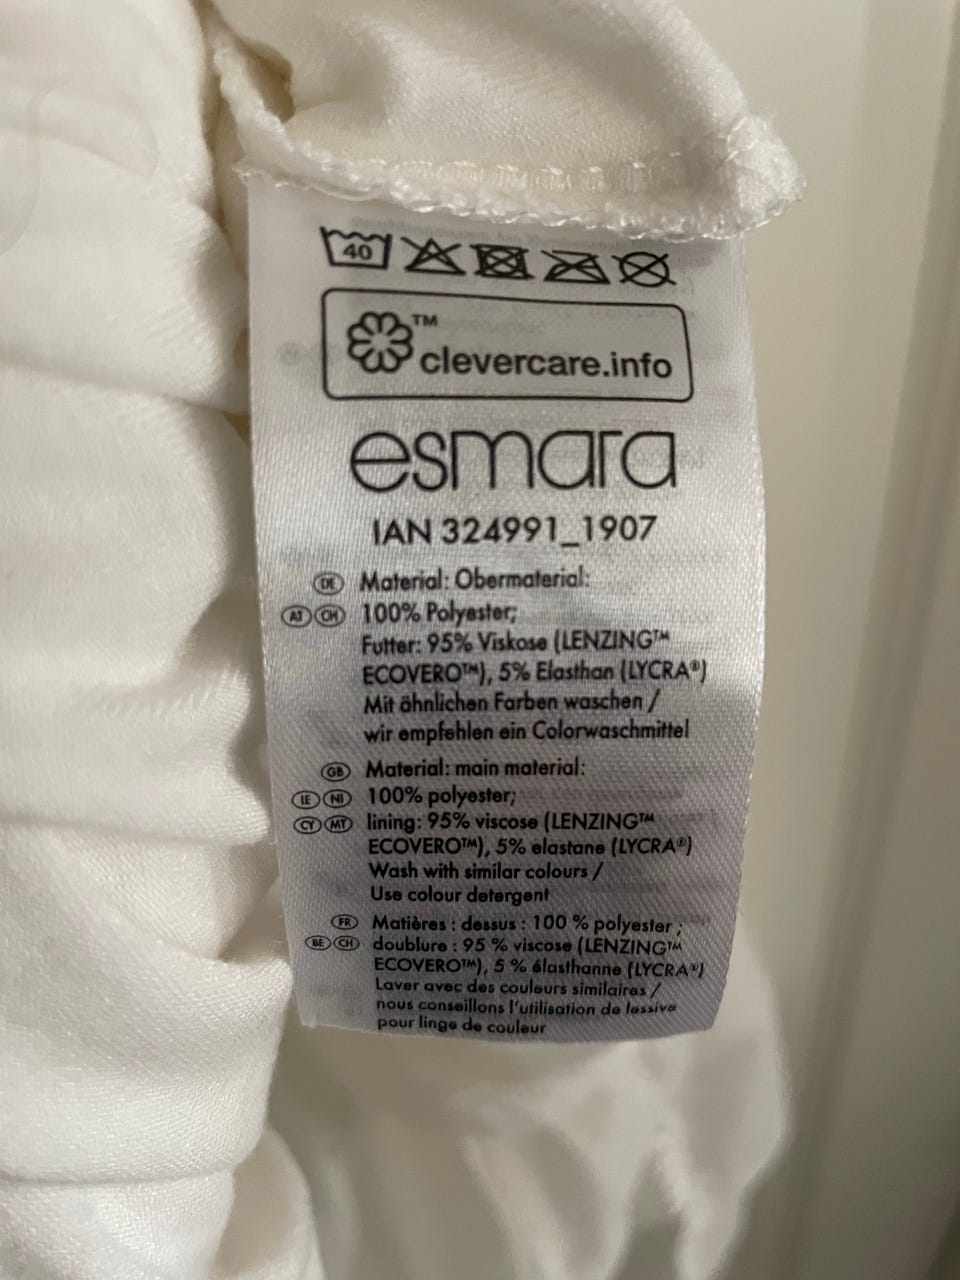 40
TM
clevercare.info
esmara
IAN 324991_1907
DE Material: Obermaterial:
AT CH 100% Polyester;
Futter: 95% Viskose (LENZING™
ECOVERO™), 5% Elasthan (LYCRA®)
Mit ähnlichen Farben waschen /
wir empfehlen ein Colorwaschmittel
GB Material: main material:
IE NI 100% polyester;
CY MT lining: 95% viscose (LENZING™
ECOVERO™), 5% elastane (LYCRA®)
Wash with similar colours /
Use colour detergent
FR Matières : dessus : 100 % polyester ;
BE CH doublure : 95 % viscose (LENZING™
ECOVERO™), 5 % élasthanne (LYCRA®)
Laver avec des couleurs similaires /
nous conseillons l'utilisation de lessive
pour linge de couleur